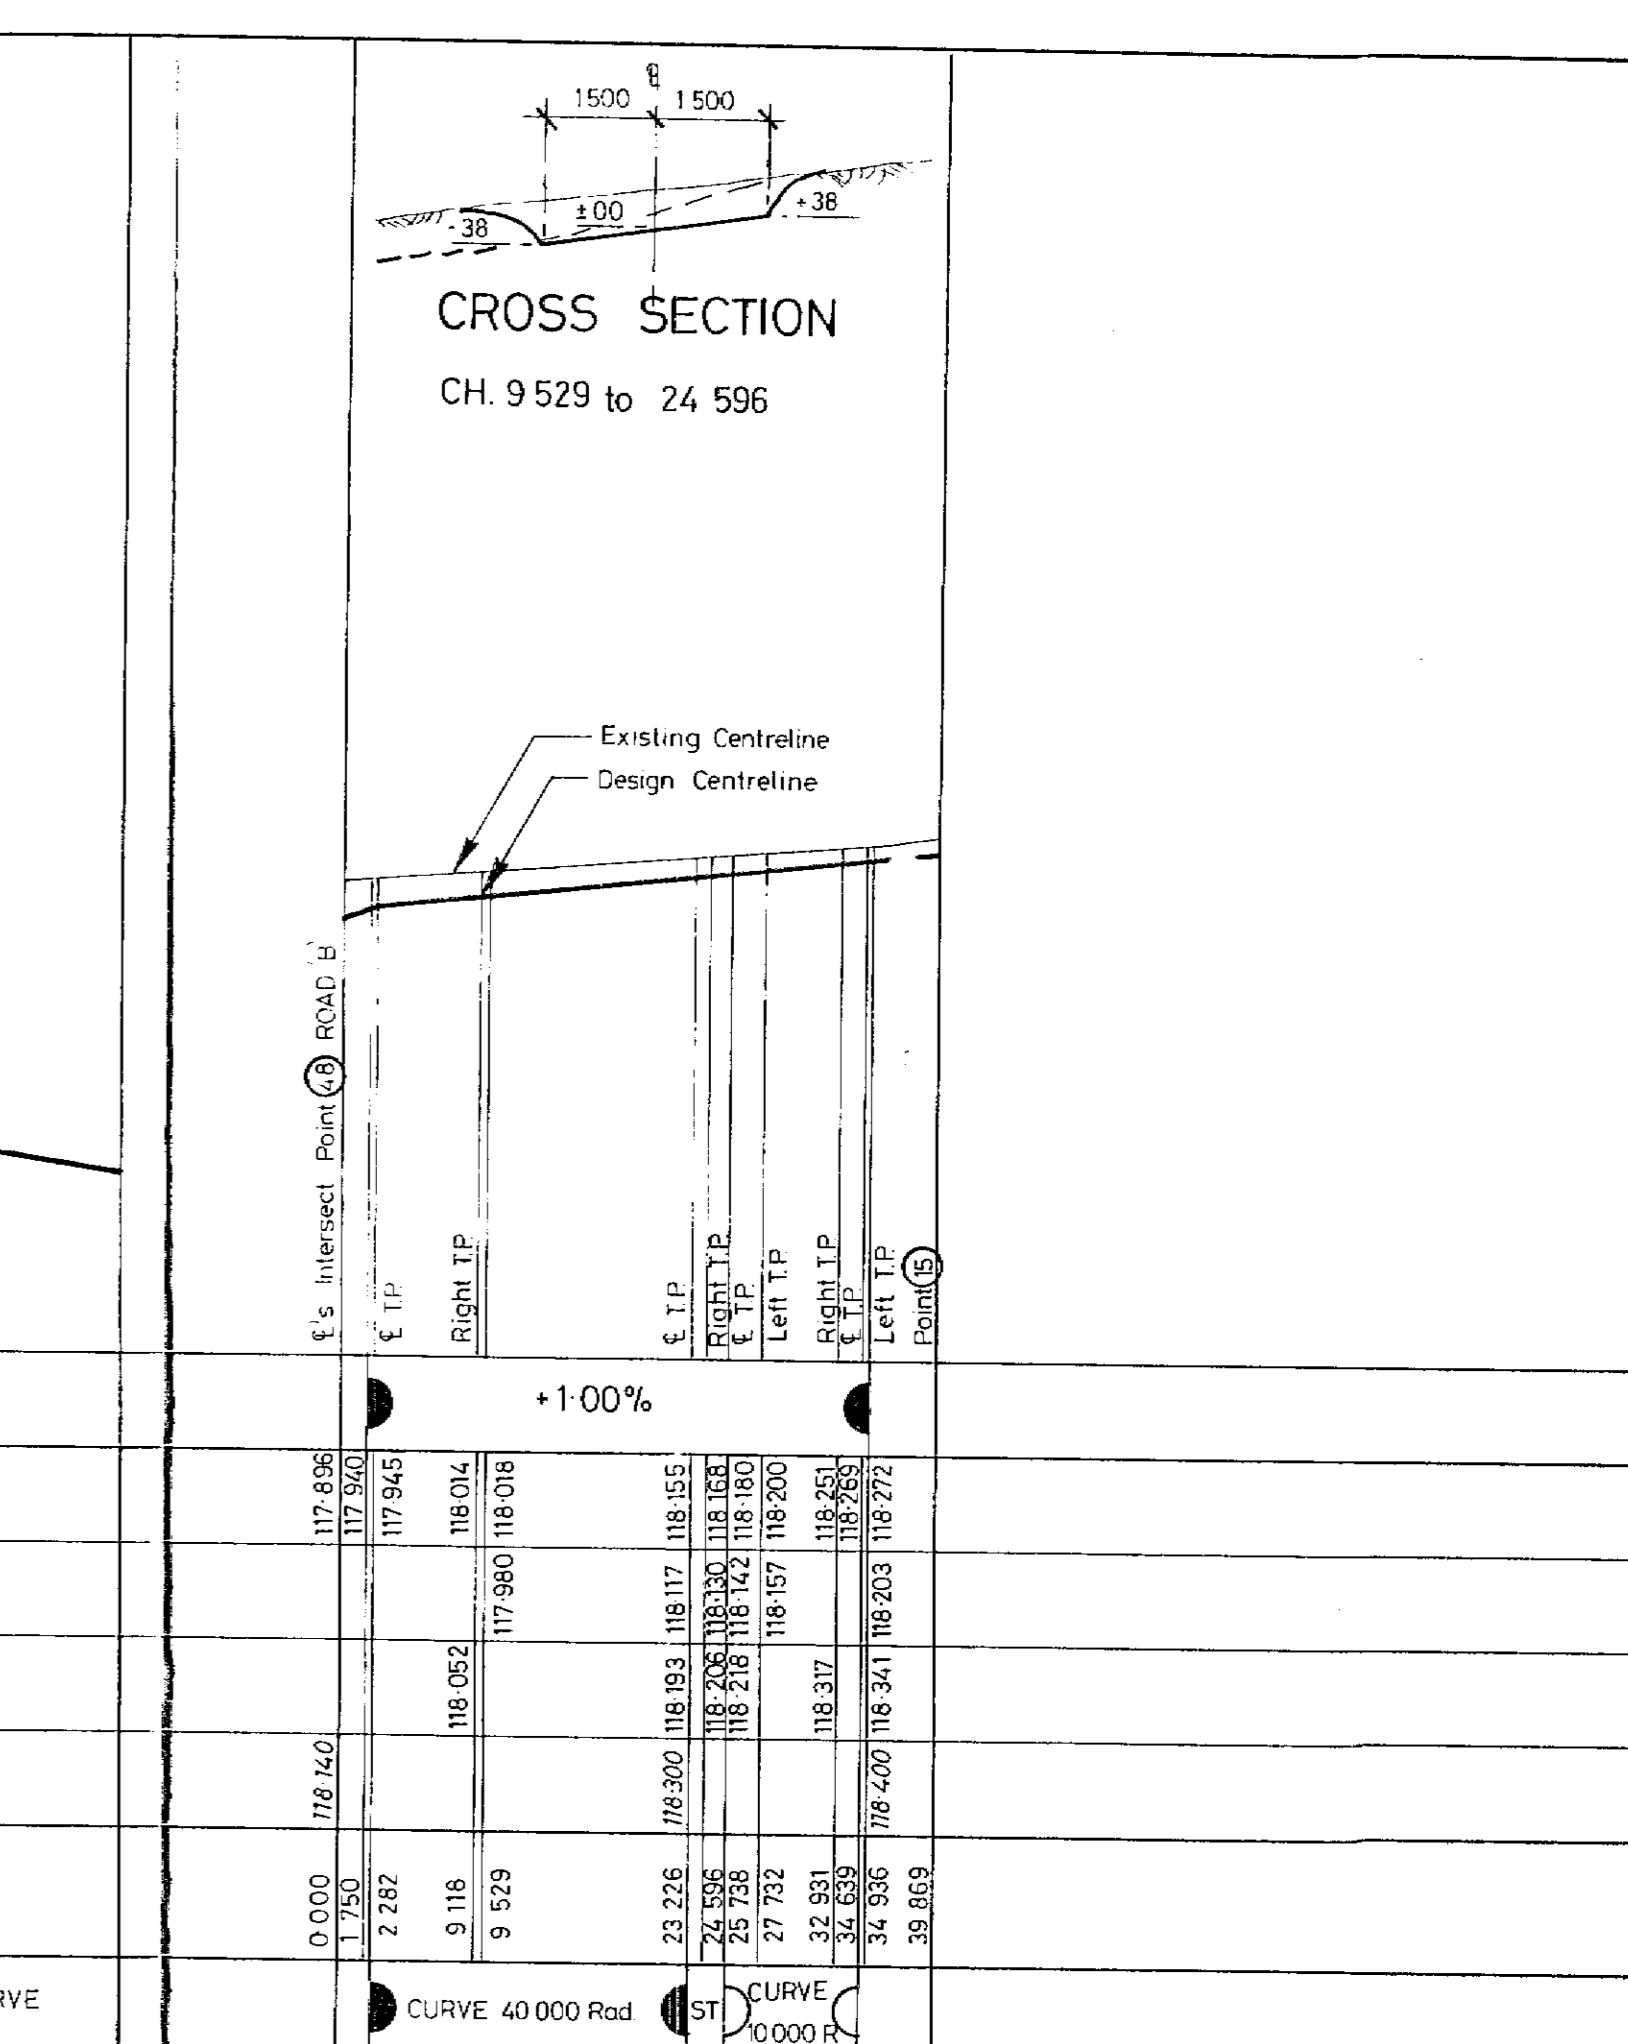 ℄
1500 1500
-38 ±00 +38
CROSS SECTION
CH. 9 529 to 24 596
Existing Centreline
Design Centreline
℄'s Intersect Point 48 ROAD 'B'
℄ T.P.
Right T.P.
℄ T.P.
Right T.P.
℄ T.P.
Left T.P.
Right T.P.
℄ T.P.
Left T.P.
Point 15
+1·00%
117·896 117 940 117·945 118·014 118·018 118·155 118 168 118·180 118·200 118·251 118·269 118·272
117·980 118·117 118·130 118·142 118·157 118·203
118·052 118·193 118·206 118·218 118·317 118·341
118·140 118·300 118·400
0 000 1 750 2 282 9 118 9 529 23 226 24 596 25 738 27 732 32 931 34 639 34 936 39 869
RVE
CURVE 40 000 Rad.
ST
CURVE
10 000 R